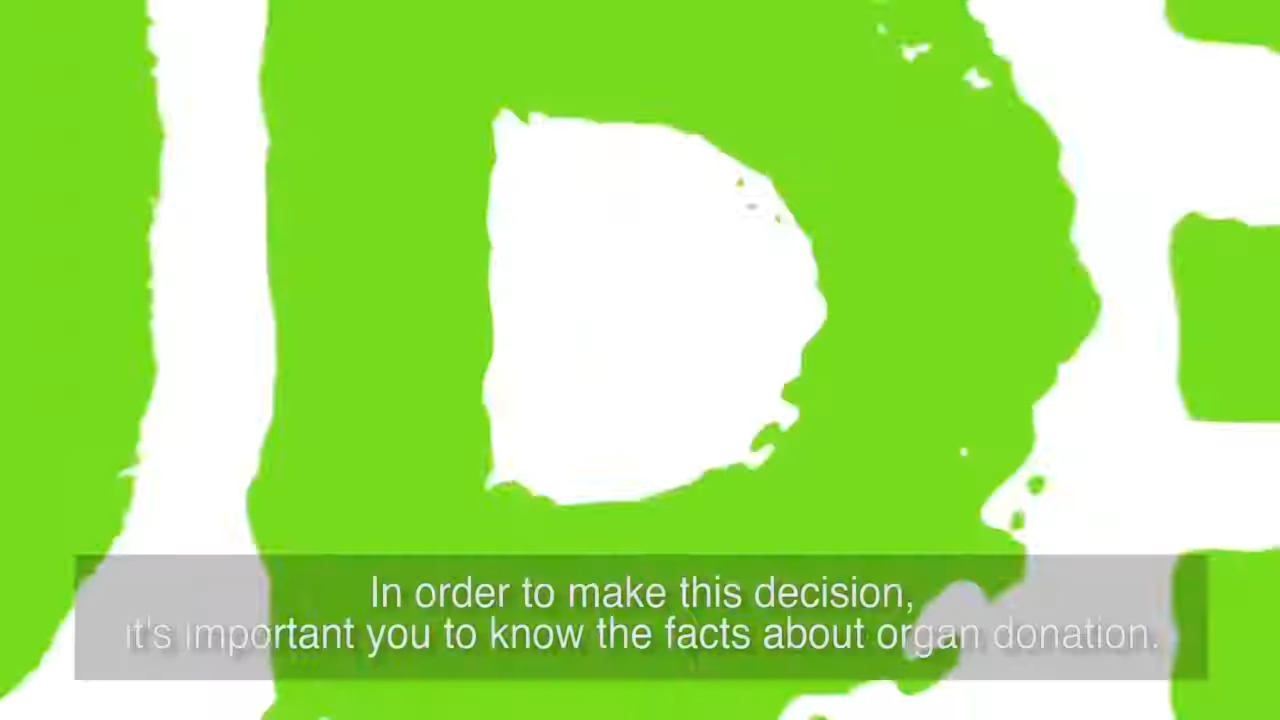 D
In order to make this decision,
it's important you to know the facts about organ donation.